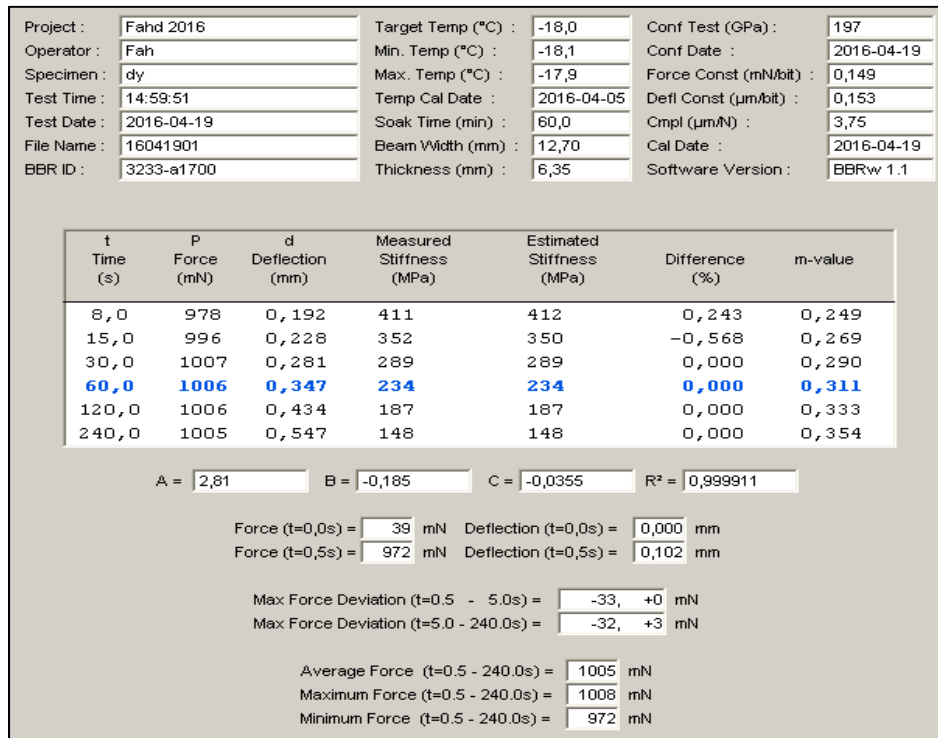 Project : Fahd 2016 Target Temp (°C) : -18,0 Conf Test (GPa) : 197
Operator : Fah Min. Temp (°C) : -18,1 Conf Date : 2016-04-19
Specimen : dy Max. Temp (°C) : -17,9 Force Const (mN/bit) : 0,149
Test Time : 14:59:51 Temp Cal Date : 2016-04-05 Defl Const (µm/bit) : 0,153
Test Date : 2016-04-19 Soak Time (min) : 60,0 Cmpl (µm/N) : 3,75
File Name : 16041901 Beam Width (mm) : 12,70 Cal Date : 2016-04-19
BBR ID : 3233-a1700 Thickness (mm) : 6,35 Software Version : BBRw 1.1
t P d Measured Estimated
Time Force Deflection Stiffness Stiffness Difference m-value
(s) (mN) (mm) (MPa) (MPa) (%)
8,0 978 0,192 411 412 0,243 0,249
15,0 996 0,228 352 350 -0,568 0,269
30,0 1007 0,281 289 289 0,000 0,290
60,0 1006 0,347 234 234 0,000 0,311
120,0 1006 0,434 187 187 0,000 0,333
240,0 1005 0,547 148 148 0,000 0,354
A = 2,81 B = -0,185 C = -0,0355 R² = 0,999911
Force (t=0,0s) = 39 mN Deflection (t=0,0s) = 0,000 mm
Force (t=0,5s) = 972 mN Deflection (t=0,5s) = 0,102 mm
Max Force Deviation (t=0.5 - 5.0s) = -33, +0 mN
Max Force Deviation (t=5.0 - 240.0s) = -32, +3 mN
Average Force (t=0.5 - 240.0s) = 1005 mN
Maximum Force (t=0.5 - 240.0s) = 1008 mN
Minimum Force (t=0.5 - 240.0s) = 972 mN